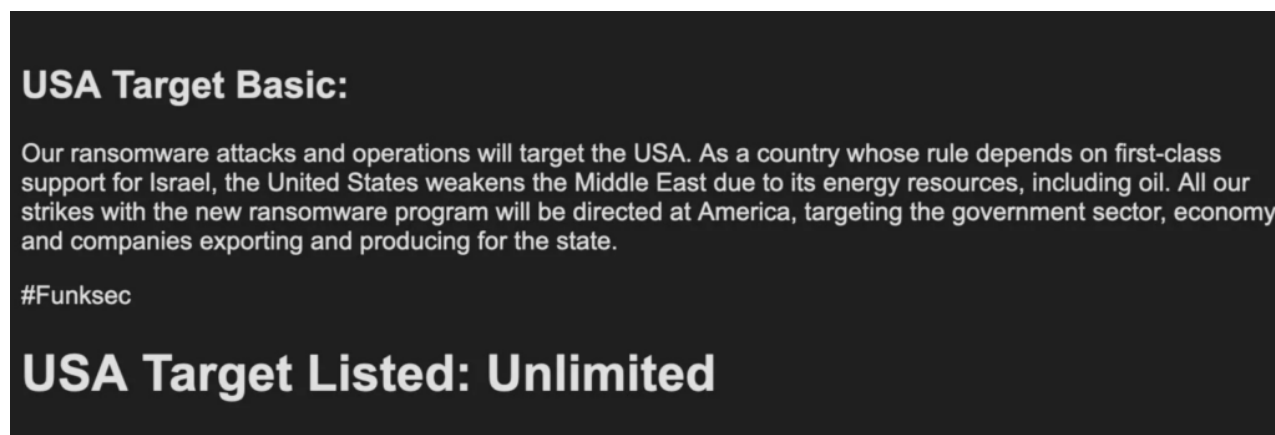 USA Target Basic:
Our ransomware attacks and operations will target the USA. As a country whose rule depends on first-class
support for Israel, the United States weakens the Middle East due to its energy resources, including oil. All our
strikes with the new ransomware program will be directed at America, targeting the government sector, economy
and companies exporting and producing for the state.
#Funksec
USA Target Listed: Unlimited